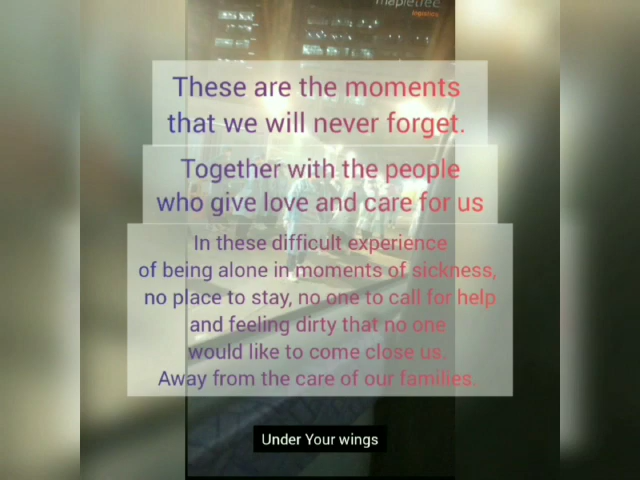 mapletree
logistics
These are the moments
that we will never forget.
Together with the people
who give love and care for us
In these difficult experience
of being alone in moments of sickness,
no place to stay, no one to call for help
and feeling dirty that no one
would like to come close us.
Away from the care of our families.
Under Your wings